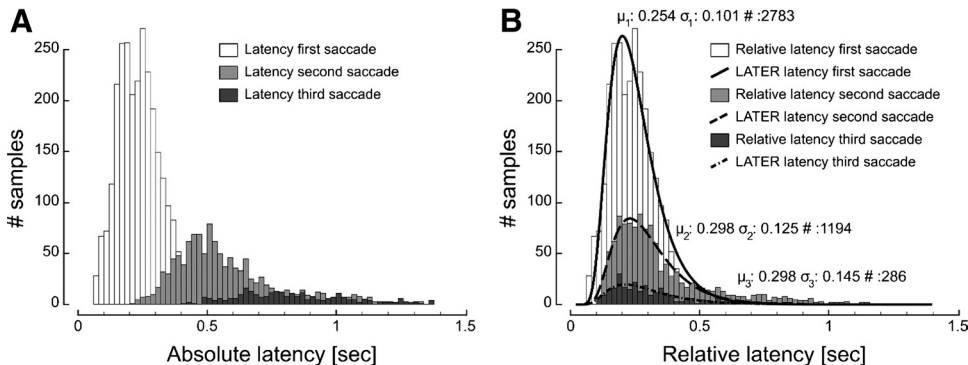 A
250
200
150
100
50
0
# samples
0
0.5
1
1.5
Absolute latency [sec]
Latency first saccade
Latency second saccade
Latency third saccade
B
μ1: 0.254 σ1: 0.101 # :2783
250
200
150
100
50
0
# samples
Relative latency first saccade
LATER latency first saccade
Relative latency second saccade
LATER latency second saccade
Relative latency third saccade
LATER latency third saccade
μ2: 0.298 σ2: 0.125 # :1194
μ3: 0.298 σ3: 0.145 # :286
0
0.5
1
1.5
Relative latency [sec]